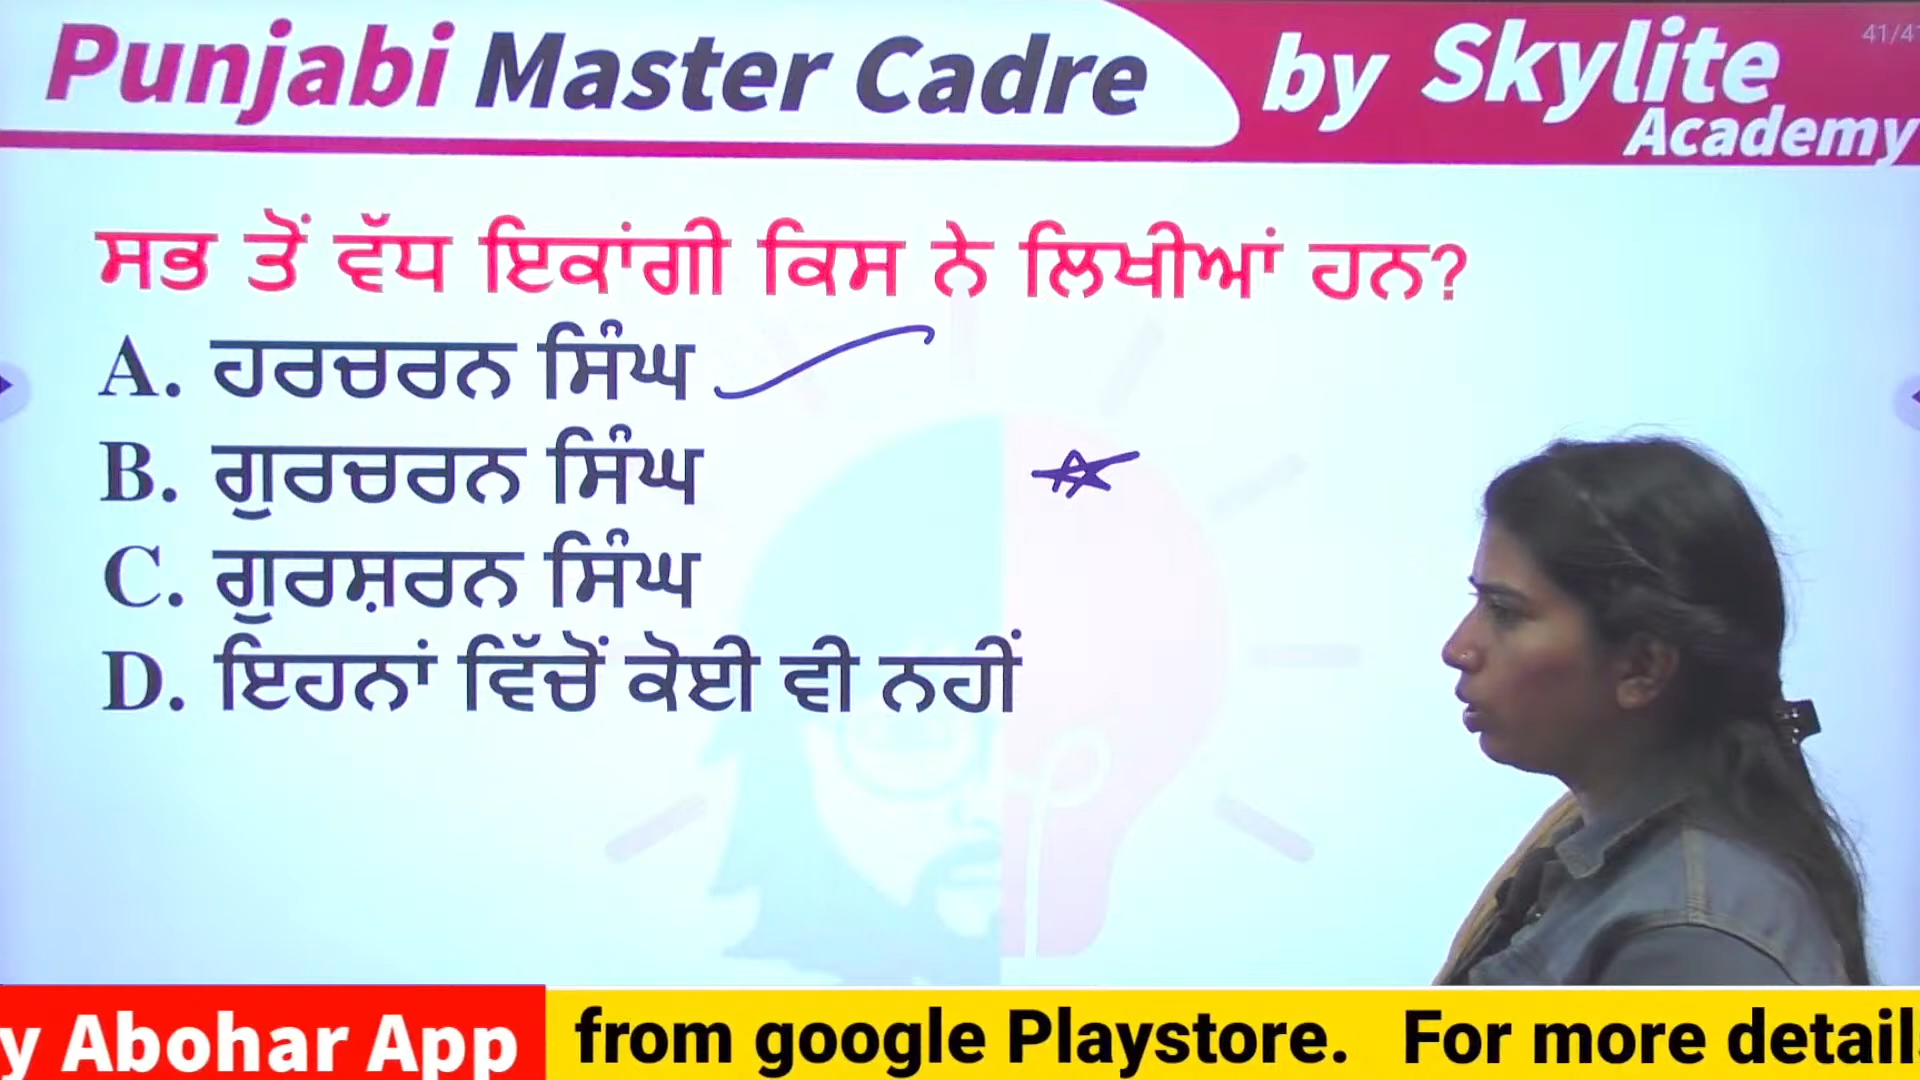 Punjabi Master Cadre by Skylite
Academy
41/41
ਸਭ ਤੋਂ ਵੱਧ ਇਕਾਂਗੀ ਕਿਸ ਨੇ ਲਿਖੀਆਂ ਹਨ?
A. ਹਰਚਰਨ ਸਿੰਘ
B. ਗੁਰਚਰਨ ਸਿੰਘ
C. ਗੁਰਸ਼ਰਨ ਸਿੰਘ
D. ਇਹਨਾਂ ਵਿੱਚੋਂ ਕੋਈ ਵੀ ਨਹੀਂ
y Abohar App from google Playstore. For more detail